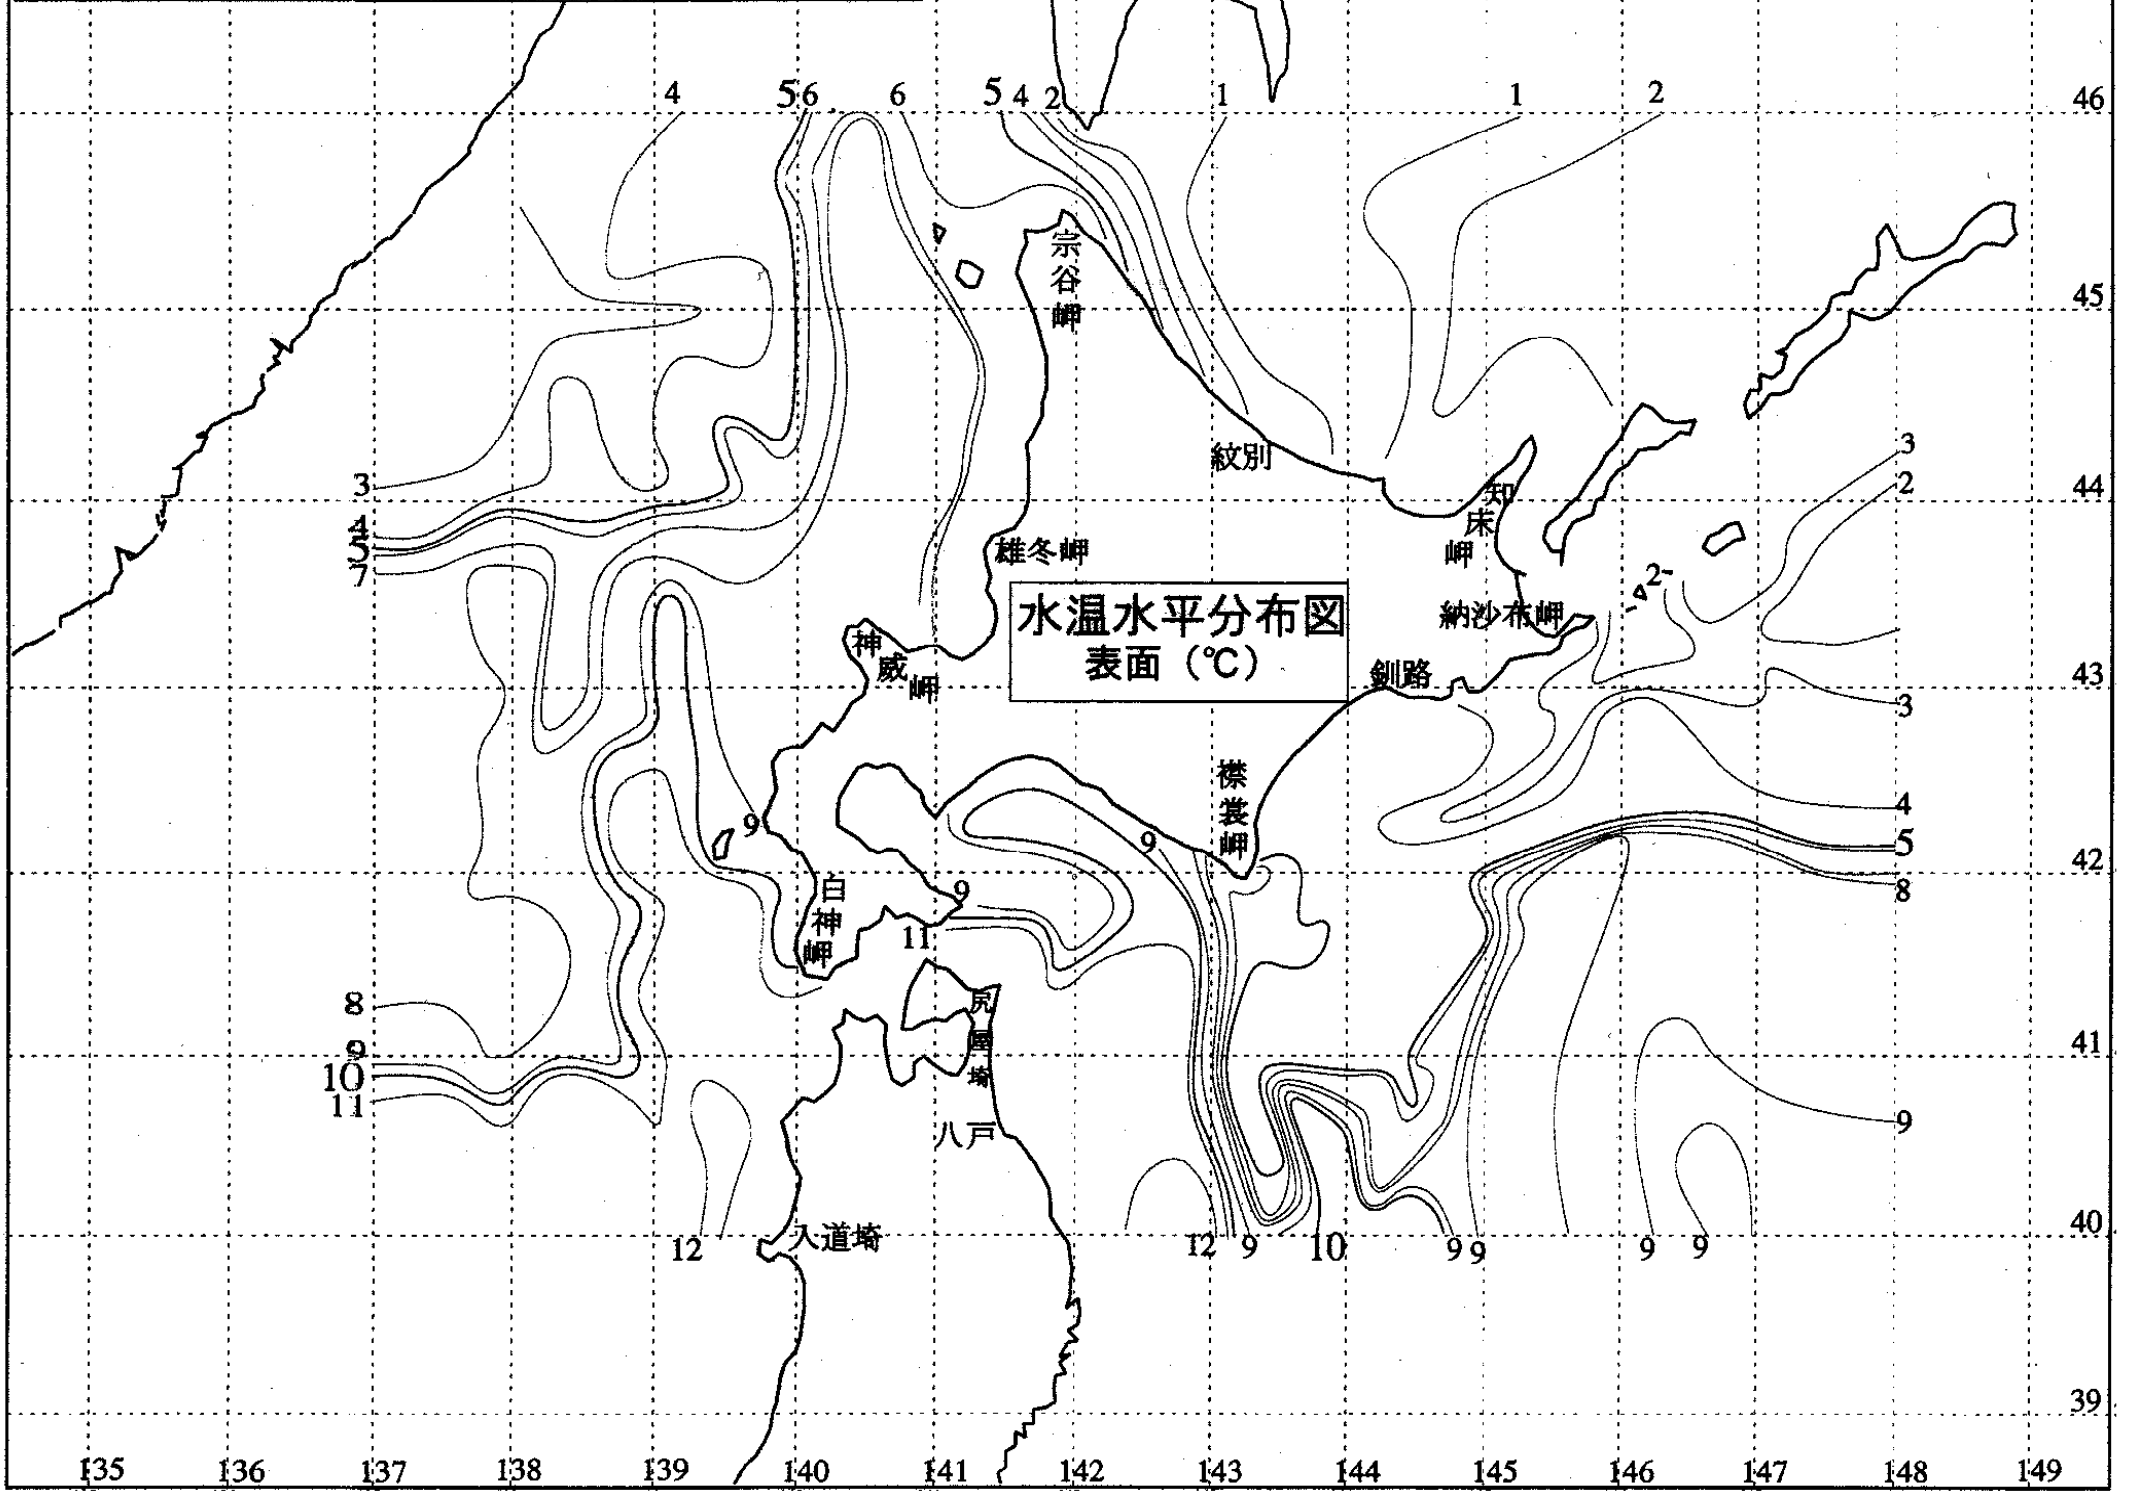 4 5 6 6 5 4 2 1 1 2
46
宗谷岬
45
紋別
3
3
2
44
知床岬
4
5
7
雄冬岬
2
水温水平分布図
表面（℃）
納沙布岬
神威岬
釧路
43
3
襟裳岬
4
9
9
5
42
白神岬
9
8
11
8
尻屋埼
9
41
10
11
9
八戸
入道埼
40
12 12 9 10 9 9 9 9
39
135 136 137 138 139 140 141 142 143 144 145 146 147 148 149